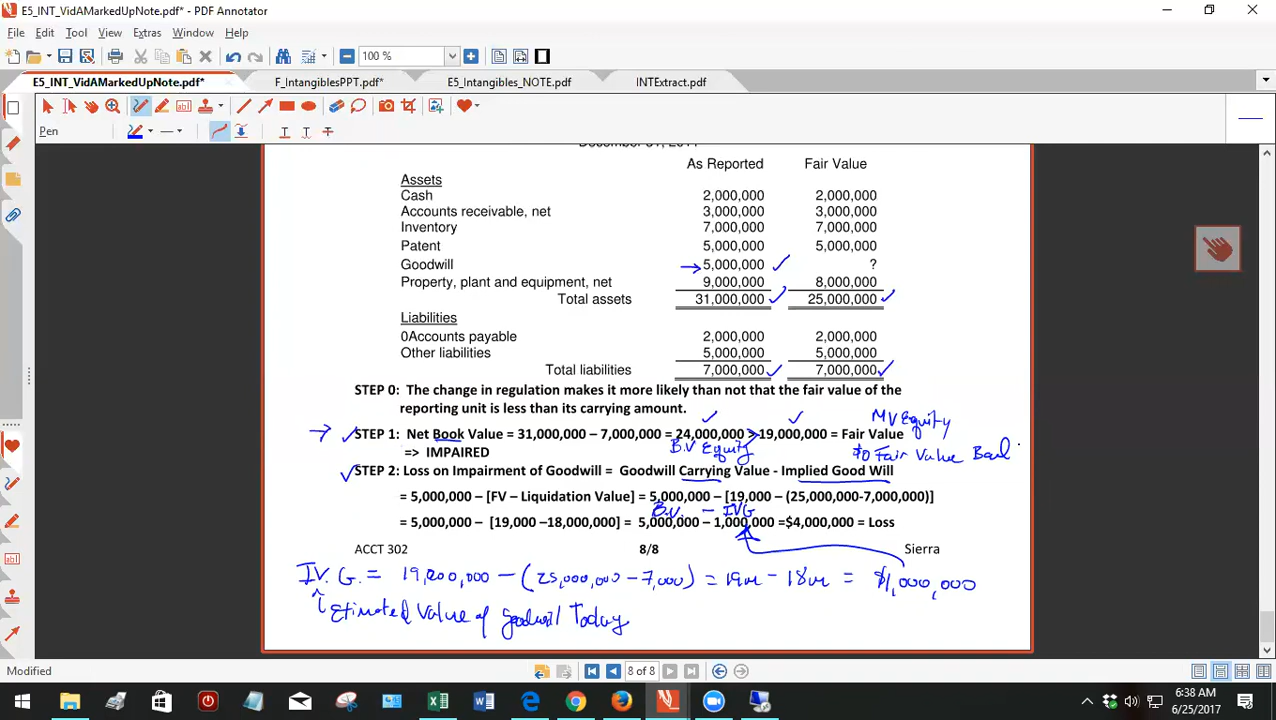 E5_INT_VidAMarkedUpNote.pdf* - PDF Annotator
File Edit Tool View Extras Window Help
100 %
E5_INT_VidAMarkedUpNote.pdf* F_IntangiblesPPT.pdf* E5_Intangibles_NOTE.pdf INTExtract.pdf
Pen
As Reported Fair Value
Assets
Cash 2,000,000 2,000,000
Accounts receivable, net 3,000,000 3,000,000
Inventory 7,000,000 7,000,000
Patent 5,000,000 5,000,000
Goodwill 5,000,000 ?
Property, plant and equipment, net 9,000,000 8,000,000
Total assets 31,000,000 25,000,000
Liabilities
0Accounts payable 2,000,000 2,000,000
Other liabilities 5,000,000 5,000,000
Total liabilities 7,000,000 7,000,000
STEP 0: The change in regulation makes it more likely than not that the fair value of the
reporting unit is less than its carrying amount.
MV Equity
STEP 1: Net Book Value = 31,000,000 – 7,000,000 = 24,000,000 > 19,000,000 = Fair Value
=> IMPAIRED
B.V Equity
Fair Value
STEP 2: Loss on Impairment of Goodwill = Goodwill Carrying Value - Implied Good Will
= 5,000,000 – [FV – Liquidation Value] = 5,000,000 – [19,000 – (25,000,000-7,000,000)]
B.V. - IVG
= 5,000,000 – [19,000 –18,000,000] = 5,000,000 – 1,000,000 =$4,000,000 = Loss
ACCT 302 8/8 Sierra
IV. G. = 19,000,000 - (25,000,000 - 7,000) = 19m - 18m = $1,000,000
Estimated Value of goodwill Today
8 of 8
Modified
6:38 AM
6/25/2017